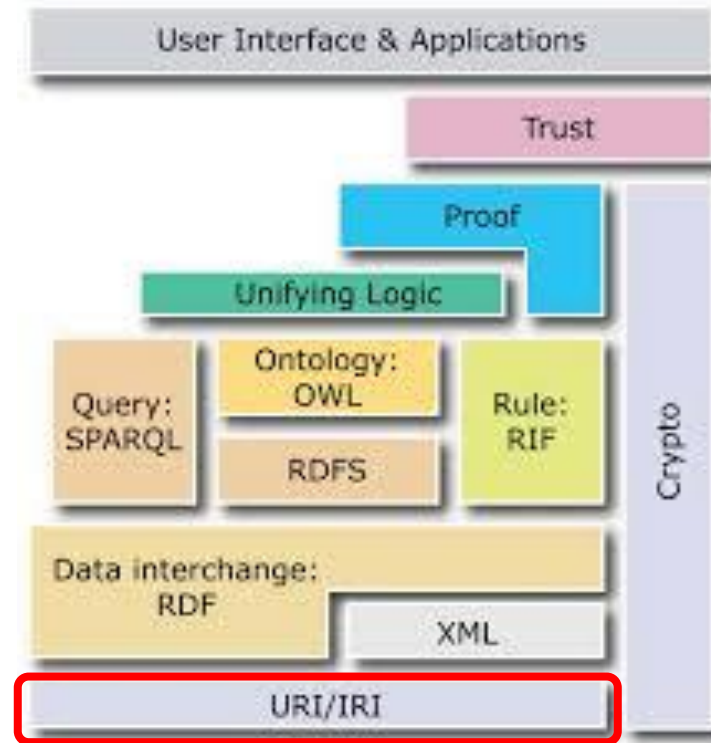 User Interface & Applications
Trust
Proof
Unifying Logic
Query:
SPARQL
Ontology:
OWL
RDFS
Rule:
RIF
Crypto
Data interchange:
RDF
XML
URI/IRI